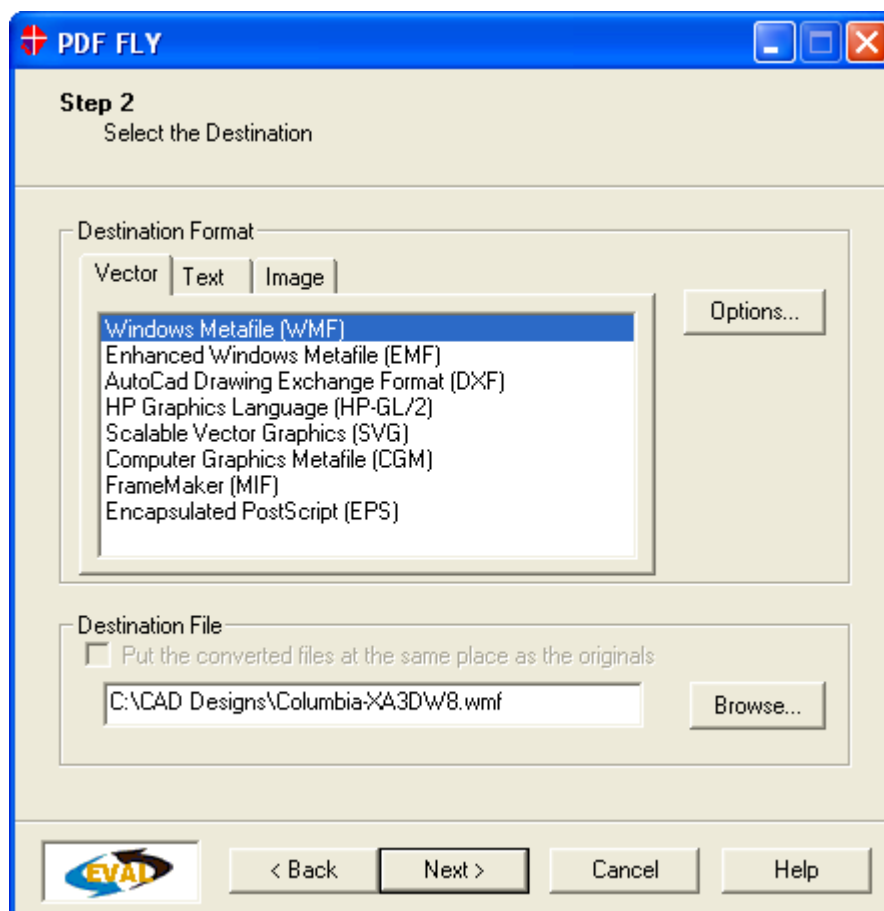 PDF FLY
Step 2
Select the Destination
Destination Format
Vector Text Image
Options...
Windows Metafile (WMF)
Enhanced Windows Metafile (EMF)
AutoCad Drawing Exchange Format (DXF)
HP Graphics Language (HP-GL/2)
Scalable Vector Graphics (SVG)
Computer Graphics Metafile (CGM)
FrameMaker (MIF)
Encapsulated PostScript (EPS)
Destination File
Put the converted files at the same place as the originals
C:\CAD Designs\Columbia-XA3DW8.wmf
Browse...
EVAL
< Back Next > Cancel Help